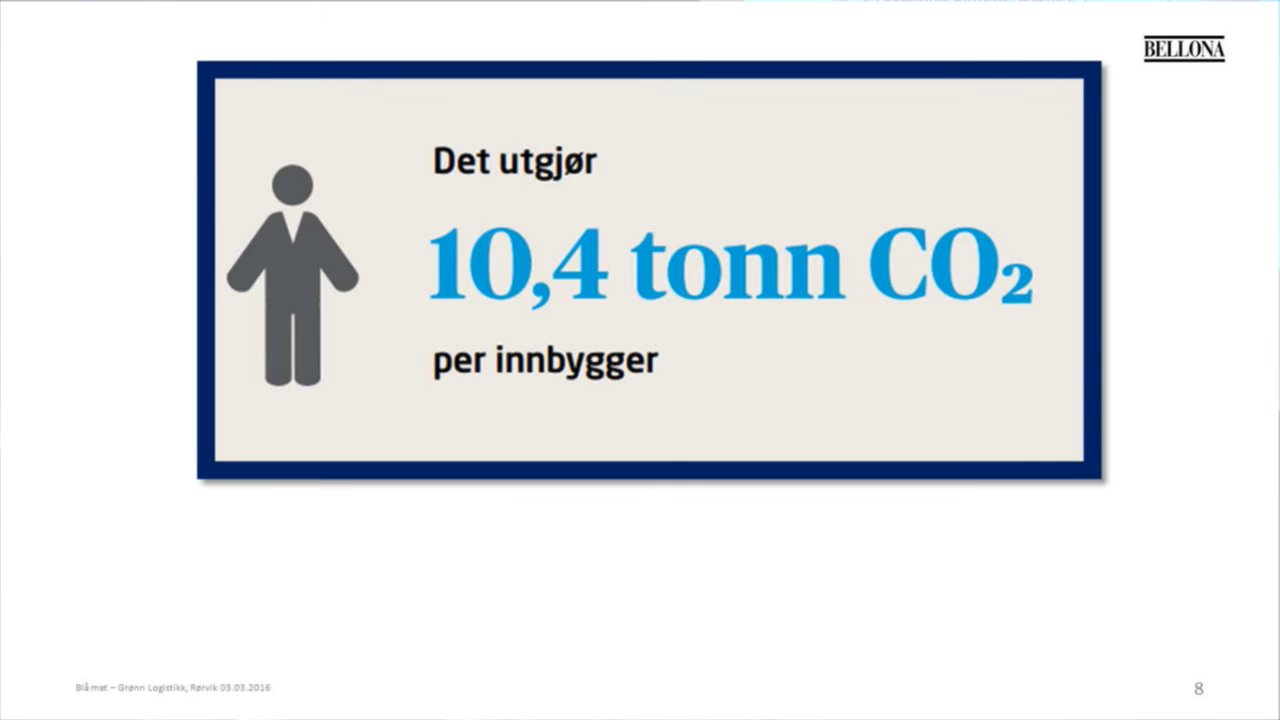 BELLONA
Det utgjør
10,4 tonn CO₂
per innbygger
Blå mat – Grønn Logistikk, Rørvik 03.03.2016
8